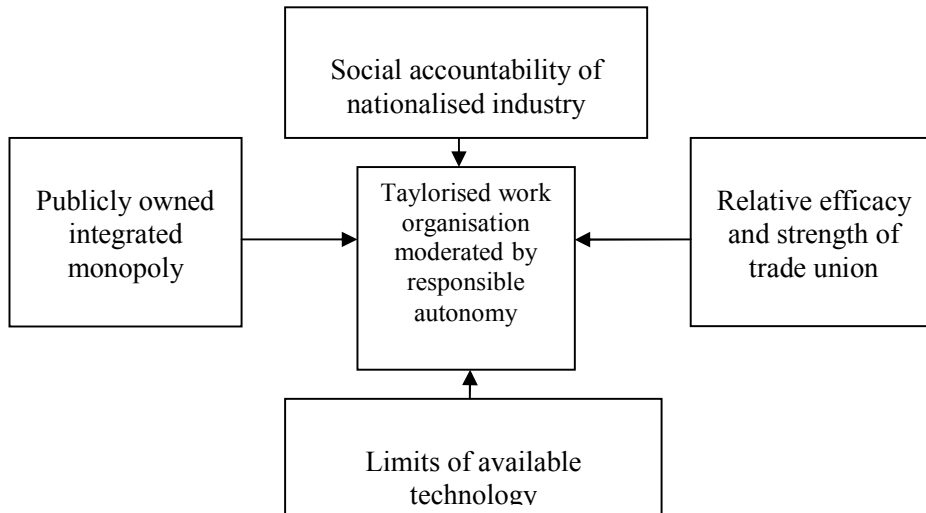 Social accountability of
nationalised industry
Publicly owned
integrated
monopoly
Taylorised work
organisation
moderated by
responsible
autonomy
Relative efficacy
and strength of
trade union
Limits of available
technology